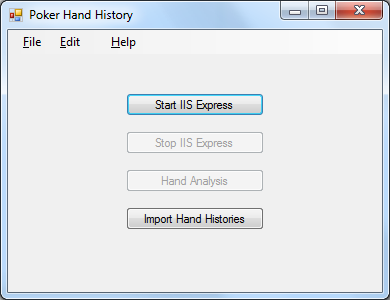 Poker Hand History
File Edit Help
Start IIS Express
Stop IIS Express
Hand Analysis
Import Hand Histories